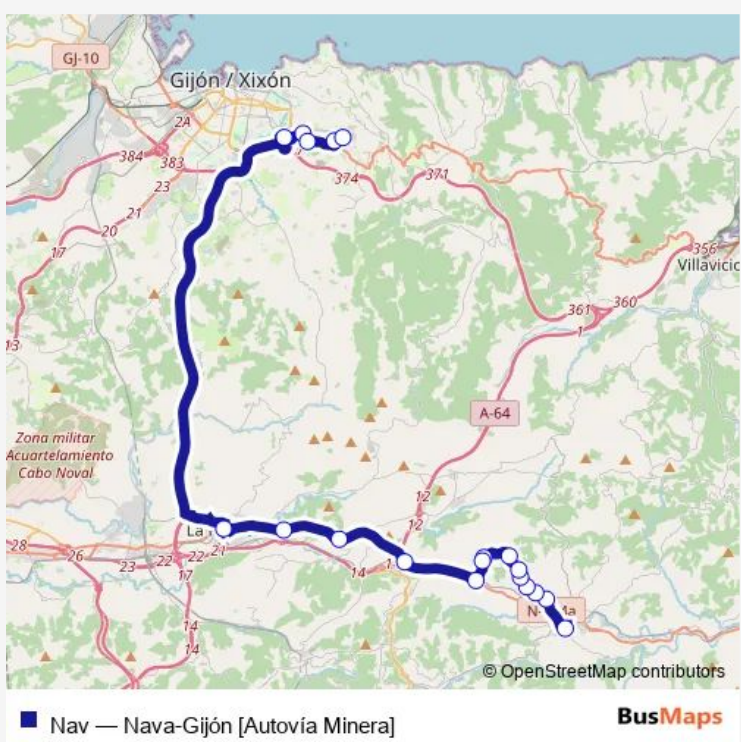 GJ-10
Gijón / Xixón
2A
384
383
374
371
23
21
20
17
356
Villavicio
361
360
1
13
A-64
Zona militar
Acuartelamiento
Cabo Noval
12
12
La
28
26
23
22
22
21
17
14
14
14
© OpenStreetMap contributors
Nav — Nava-Gijón [Autovía Minera]
BusMaps